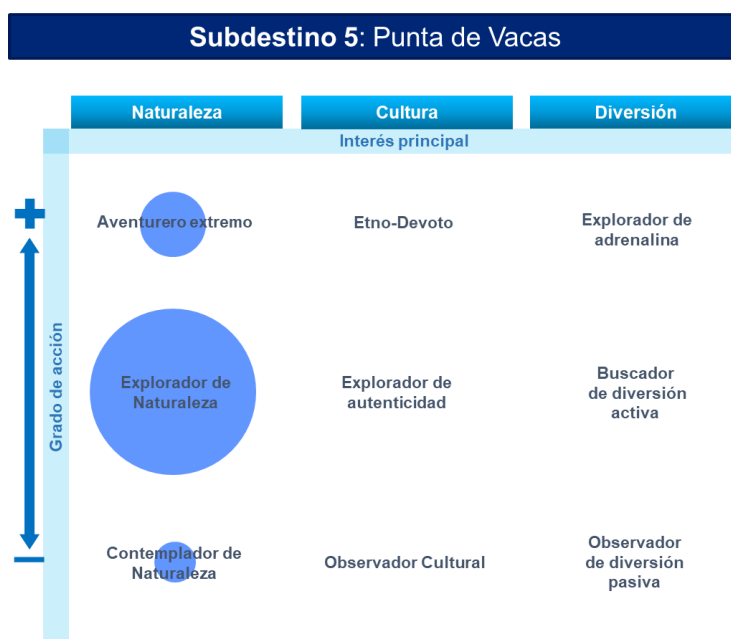 Subdestino 5: Punta de Vacas
Naturaleza
Cultura
Diversión
Interés principal
Grado de acción
Aventurero extremo
Etno-Devoto
Explorador de
adrenalina
Explorador de
Naturaleza
Explorador de
autenticidad
Buscador
de diversión
activa
Contemplador de
Naturaleza
Observador Cultural
Observador
de diversión
pasiva